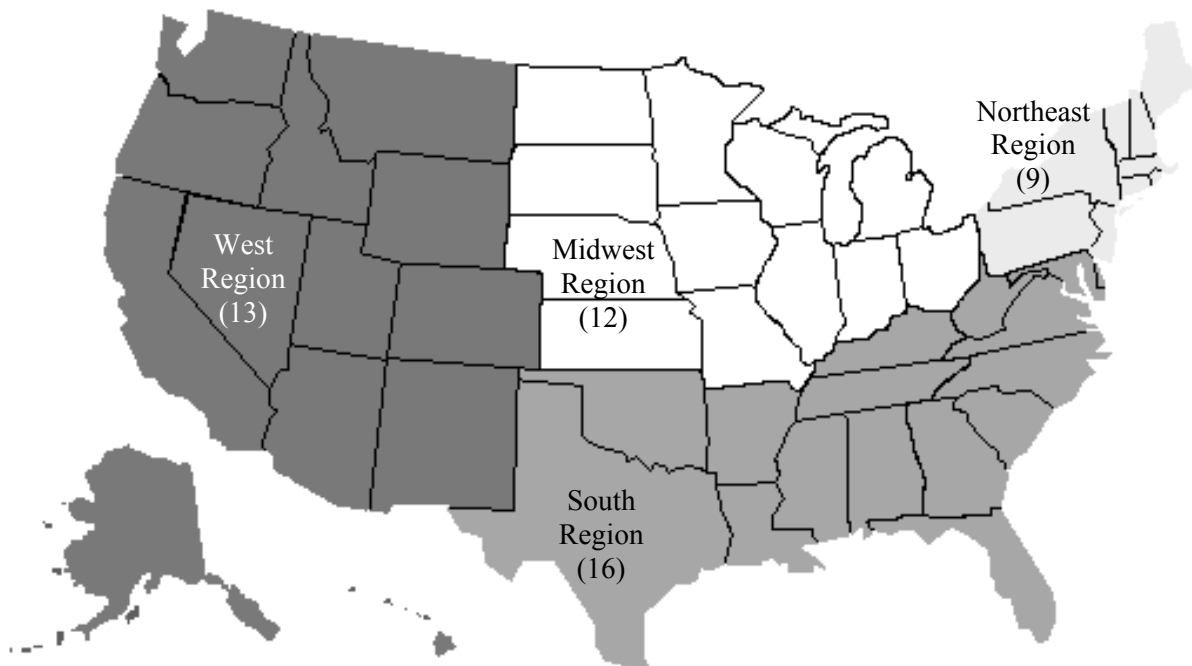 Northeast
Region
(9)
West
Region
(13)
Midwest
Region
(12)
South
Region
(16)